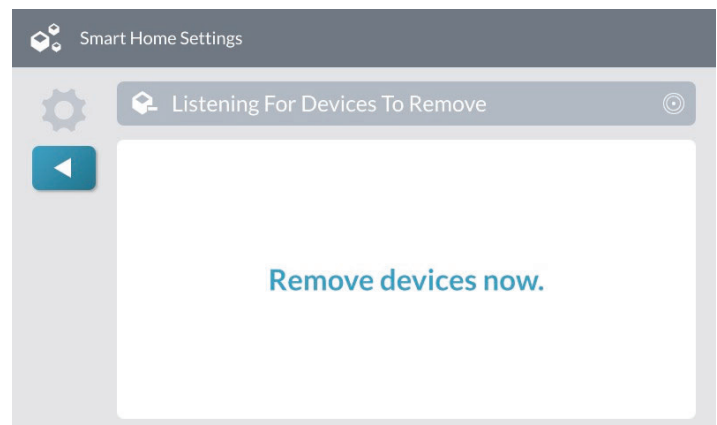 Smart Home Settings
Listening For Devices To Remove
Remove devices now.